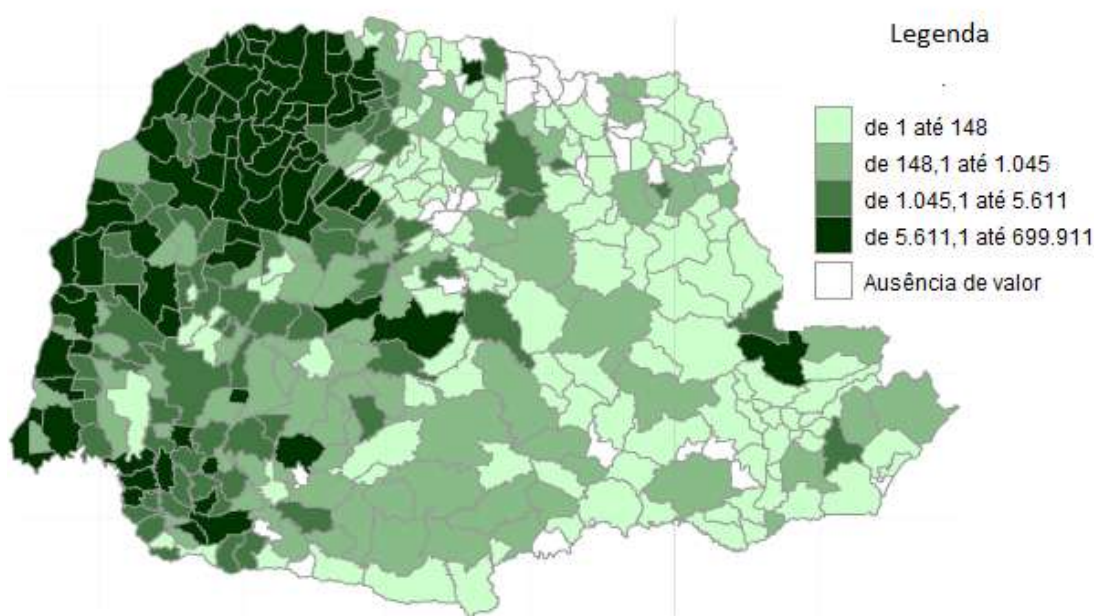 Legenda
de 1 até 148
de 148,1 até 1.045
de 1.045,1 até 5.611
de 5.611,1 até 699.911
Ausência de valor